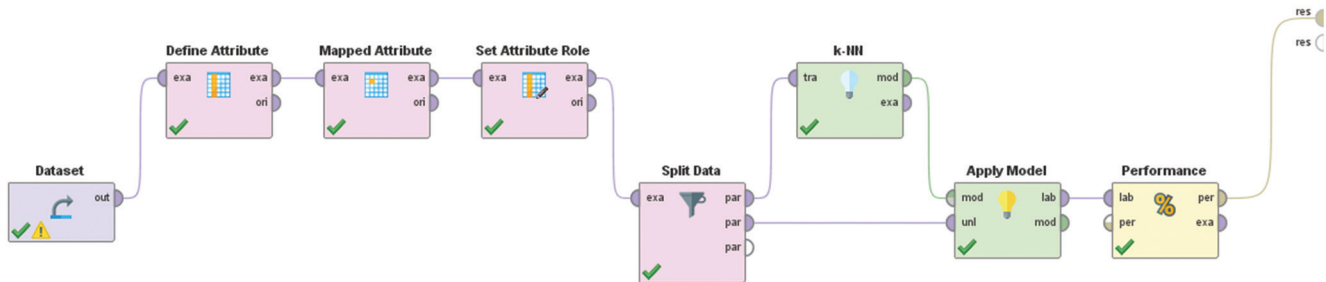 res
res
Define Attribute
Mapped Attribute
Set Attribute Role
k-NN
exa exa
ori
exa exa
ori
exa exa
ori
tra mod
exa
Dataset
out
Split Data
exa par
par
par
Apply Model
mod lab
unl mod
Performance
lab per
per exa
%